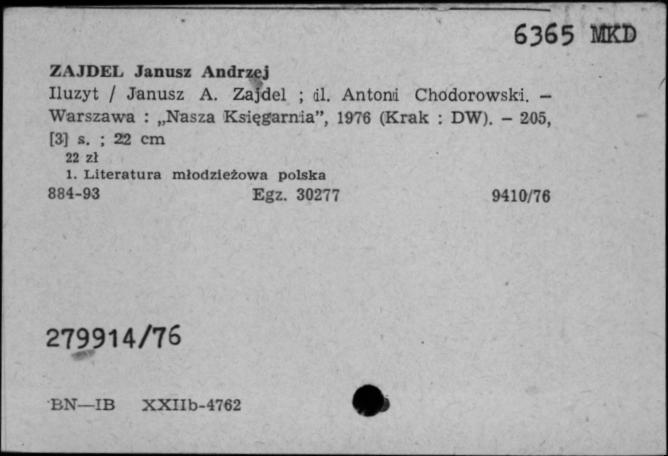 6365 MKD
ZAJDEL Janusz Andrzej
Iluzyt / Janusz A. Zajdel ; il. Antoni Chodorowski. —
Warszawa : „Nasza Księgarnia”, 1976 (Krak : DW). — 205,
[3] s. ; 22 cm
22 zł
1. Literatura młodzieżowa polska
884-93 Egz. 30277 9410/76
279914/76
BN—IB XXIIb-4762